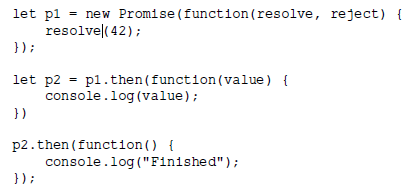 let p1 = new Promise(function(resolve, reject) {
    resolve(42);
});

let p2 = p1.then(function(value) {
    console.log(value);
})

p2.then(function() {
    console.log("Finished");
});